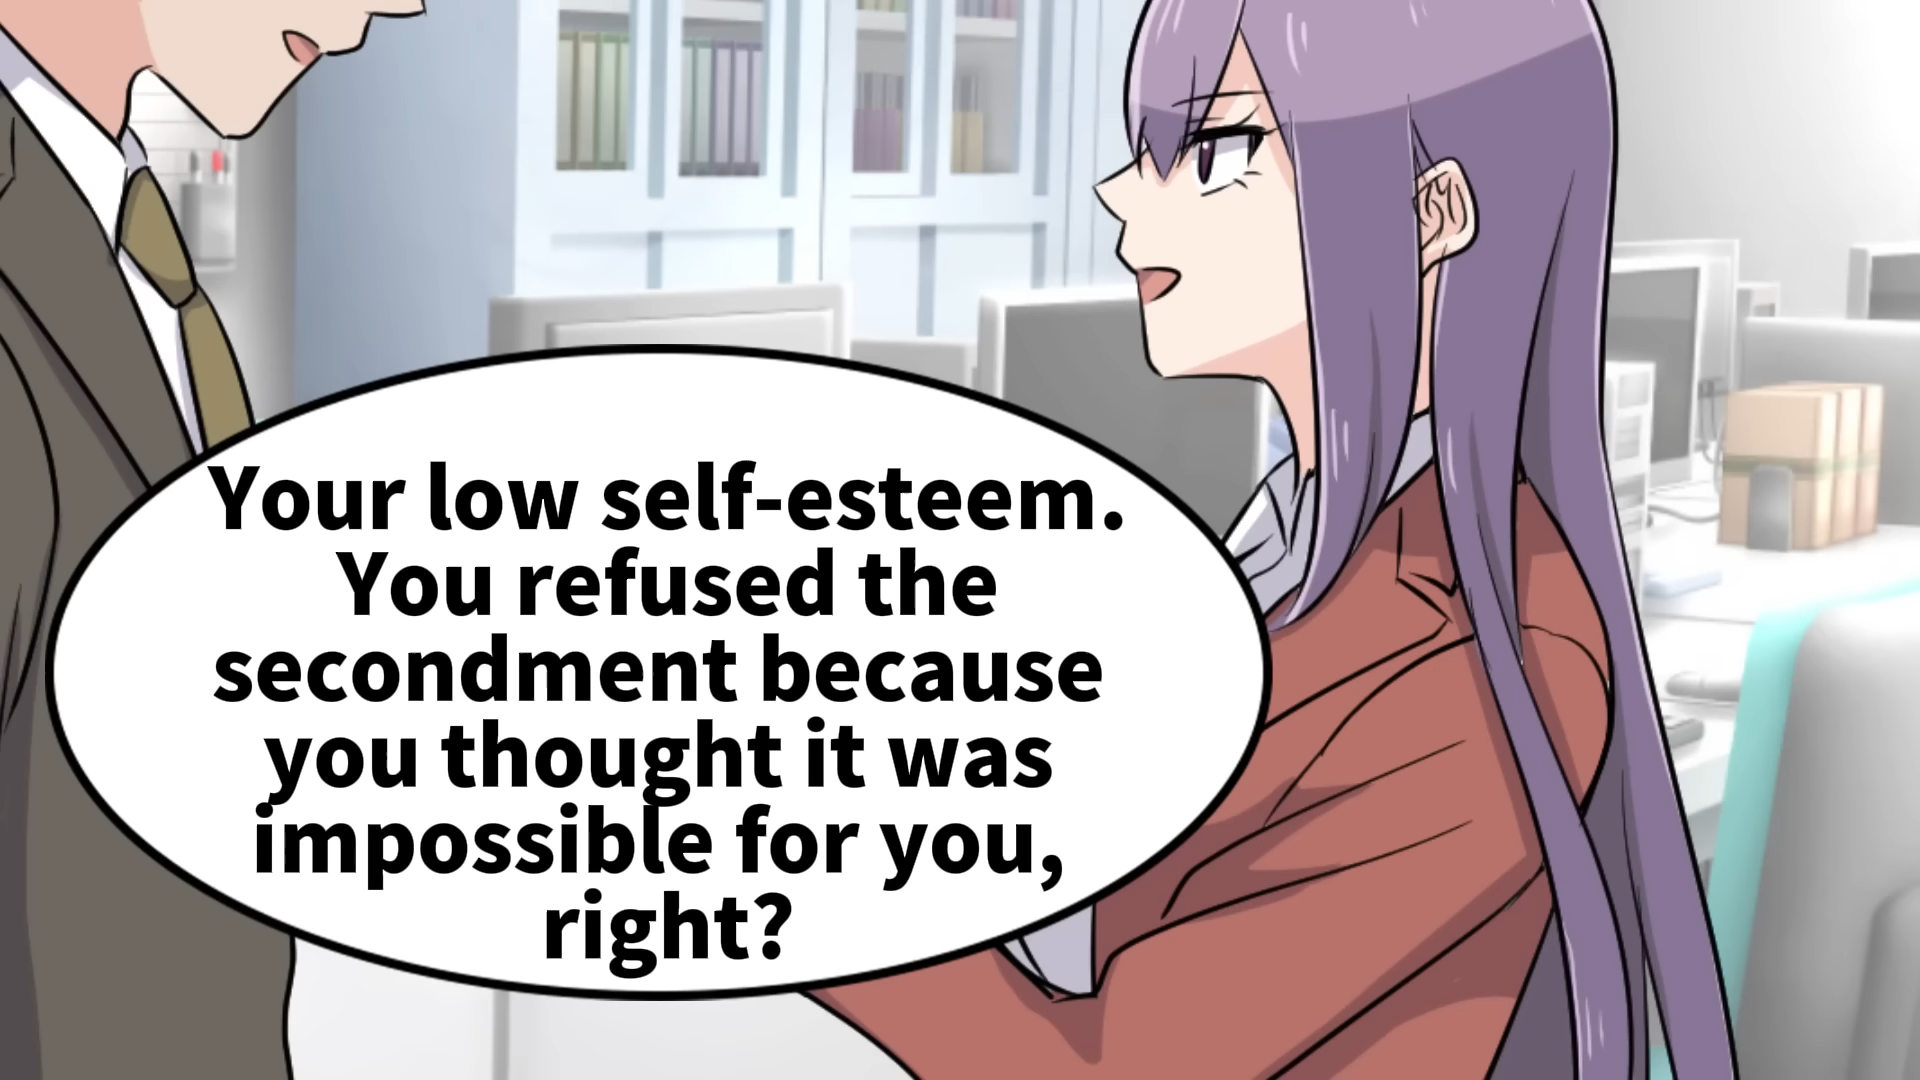 Your low self-esteem.
You refused the
secondment because
you thought it was
impossible for you,
right?